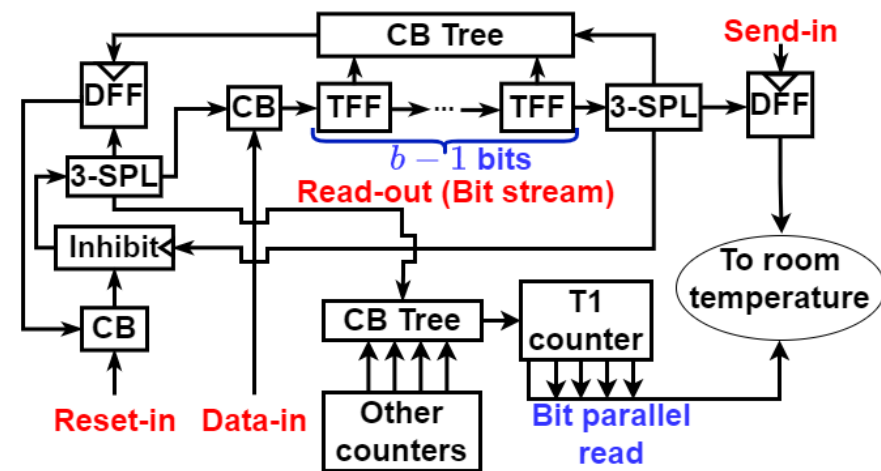 CB Tree
Send-in
DFF
CB
TFF
...
TFF
3-SPL
DFF
3-SPL
b − 1 bits
Read-out (Bit stream)
Inhibit
To room
temperature
CB
CB Tree
T1
counter
Reset-in
Data-in
Other
counters
Bit parallel
read